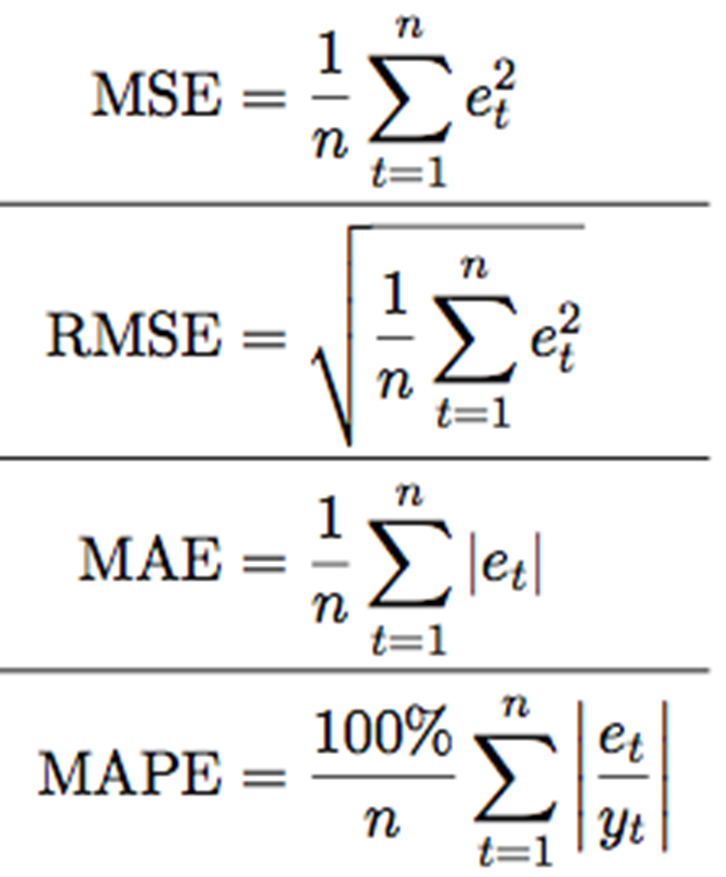 MSE = \frac{1}{n} \sum_{t=1}^{n} e_t^2
RMSE = \sqrt{\frac{1}{n} \sum_{t=1}^{n} e_t^2}
MAE = \frac{1}{n} \sum_{t=1}^{n} |e_t|
MAPE = \frac{100\%}{n} \sum_{t=1}^{n} \left| \frac{e_t}{y_t} \right|